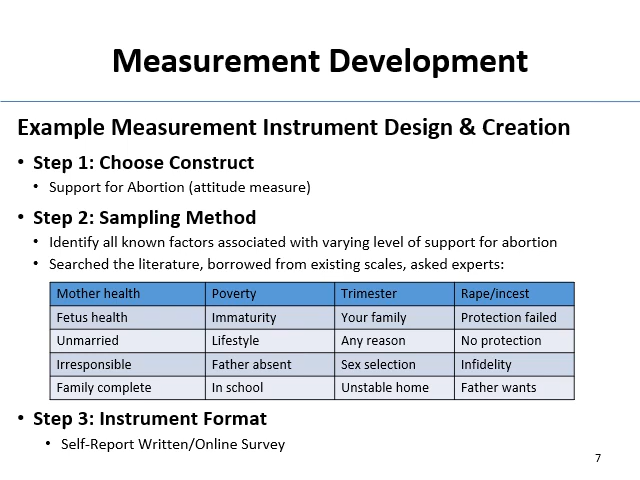 Measurement Development
Example Measurement Instrument Design & Creation
• Step 1: Choose Construct
• Support for Abortion (attitude measure)
• Step 2: Sampling Method
• Identify all known factors associated with varying level of support for abortion
• Searched the literature, borrowed from existing scales, asked experts:
Mother health Poverty Trimester Rape/incest
Fetus health Immaturity Your family Protection failed
Unmarried Lifestyle Any reason No protection
Irresponsible Father absent Sex selection Infidelity
Family complete In school Unstable home Father wants
• Step 3: Instrument Format
• Self-Report Written/Online Survey
7